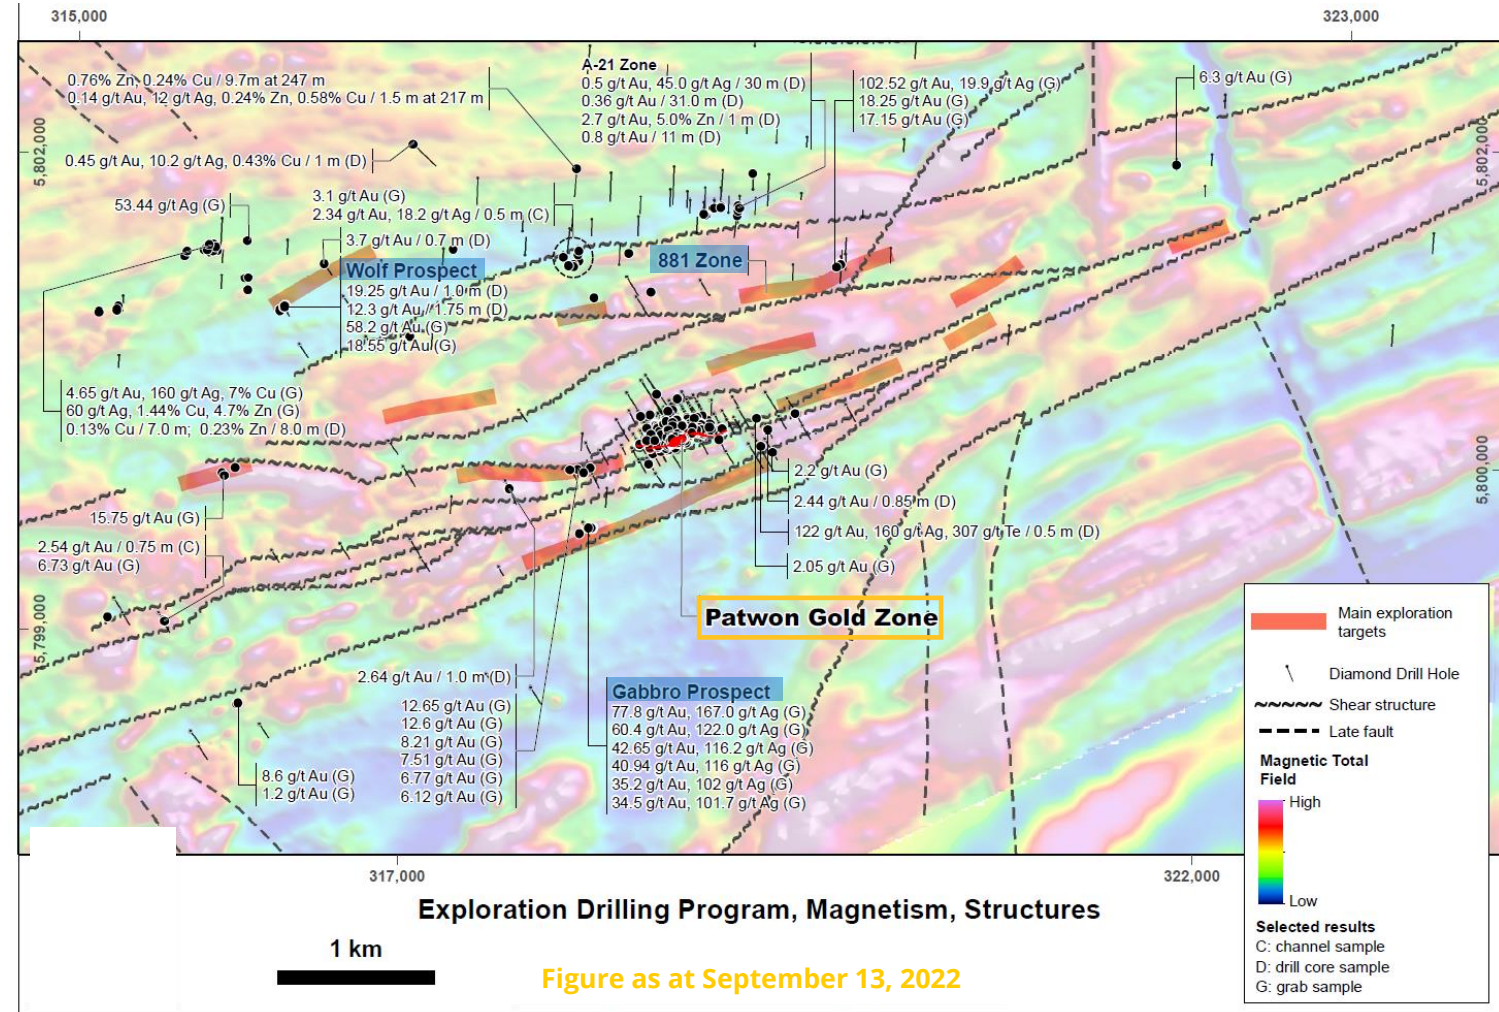 315,000
323,000
0.76% Zn, 0.24% Cu / 9.7m at 247 m
0.14 g/t Au, 12 g/t Ag, 0.24% Zn, 0.58% Cu / 1.5 m at 217 m
A-21 Zone
0.5 g/t Au, 45.0 g/t Ag / 30 m (D)
0.36 g/t Au / 31.0 m (D)
2.7 g/t Au, 5.0% Zn / 1 m (D)
0.8 g/t Au / 11 m (D)
102.52 g/t Au, 19.9 g/t Ag (G)
18.25 g/t Au (G)
17.15 g/t Au (G)
6.3 g/t Au (G)
5,802,000
5,802,000
0.45 g/t Au, 10.2 g/t Ag, 0.43% Cu / 1 m (D)
53.44 g/t Ag (G)
3.1 g/t Au (G)
2.34 g/t Au, 18.2 g/t Ag / 0.5 m (C)
3.7 g/t Au / 0.7 m (D)
Wolf Prospect
19.25 g/t Au / 1.0 m (D)
12.3 g/t Au / 1.75 m (D)
58.2 g/t Au (G)
18.55 g/t Au (G)
881 Zone
4.65 g/t Au, 160 g/t Ag, 7% Cu (G)
60 g/t Ag, 1.44% Cu, 4.7% Zn (G)
0.13% Cu / 7.0 m; 0.23% Zn / 8.0 m (D)
5,800,000
2.2 g/t Au (G)
2.44 g/t Au / 0.85 m (D)
122 g/t Au, 160 g/t Ag, 307 g/t Te / 0.5 m (D)
2.05 g/t Au (G)
15.75 g/t Au (G)
2.54 g/t Au / 0.75 m (C)
6.73 g/t Au (G)
5,799,000
Patwon Gold Zone
2.64 g/t Au / 1.0 m (D)
12.65 g/t Au (G)
12.6 g/t Au (G)
8.21 g/t Au (G)
7.51 g/t Au (G)
6.77 g/t Au (G)
6.12 g/t Au (G)
Gabbro Prospect
77.8 g/t Au, 167.0 g/t Ag (G)
60.4 g/t Au, 122.0 g/t Ag (G)
42.65 g/t Au, 116.2 g/t Ag (G)
40.94 g/t Au, 116 g/t Ag (G)
35.2 g/t Au, 102 g/t Ag (G)
34.5 g/t Au, 101.7 g/t Ag (G)
8.6 g/t Au (G)
1.2 g/t Au (G)
Main exploration
targets
Diamond Drill Hole
Shear structure
Late fault
Magnetic Total
Field
High
Low
Selected results
C: channel sample
D: drill core sample
G: grab sample
317,000
322,000
Exploration Drilling Program, Magnetism, Structures
1 km
Figure as at September 13, 2022